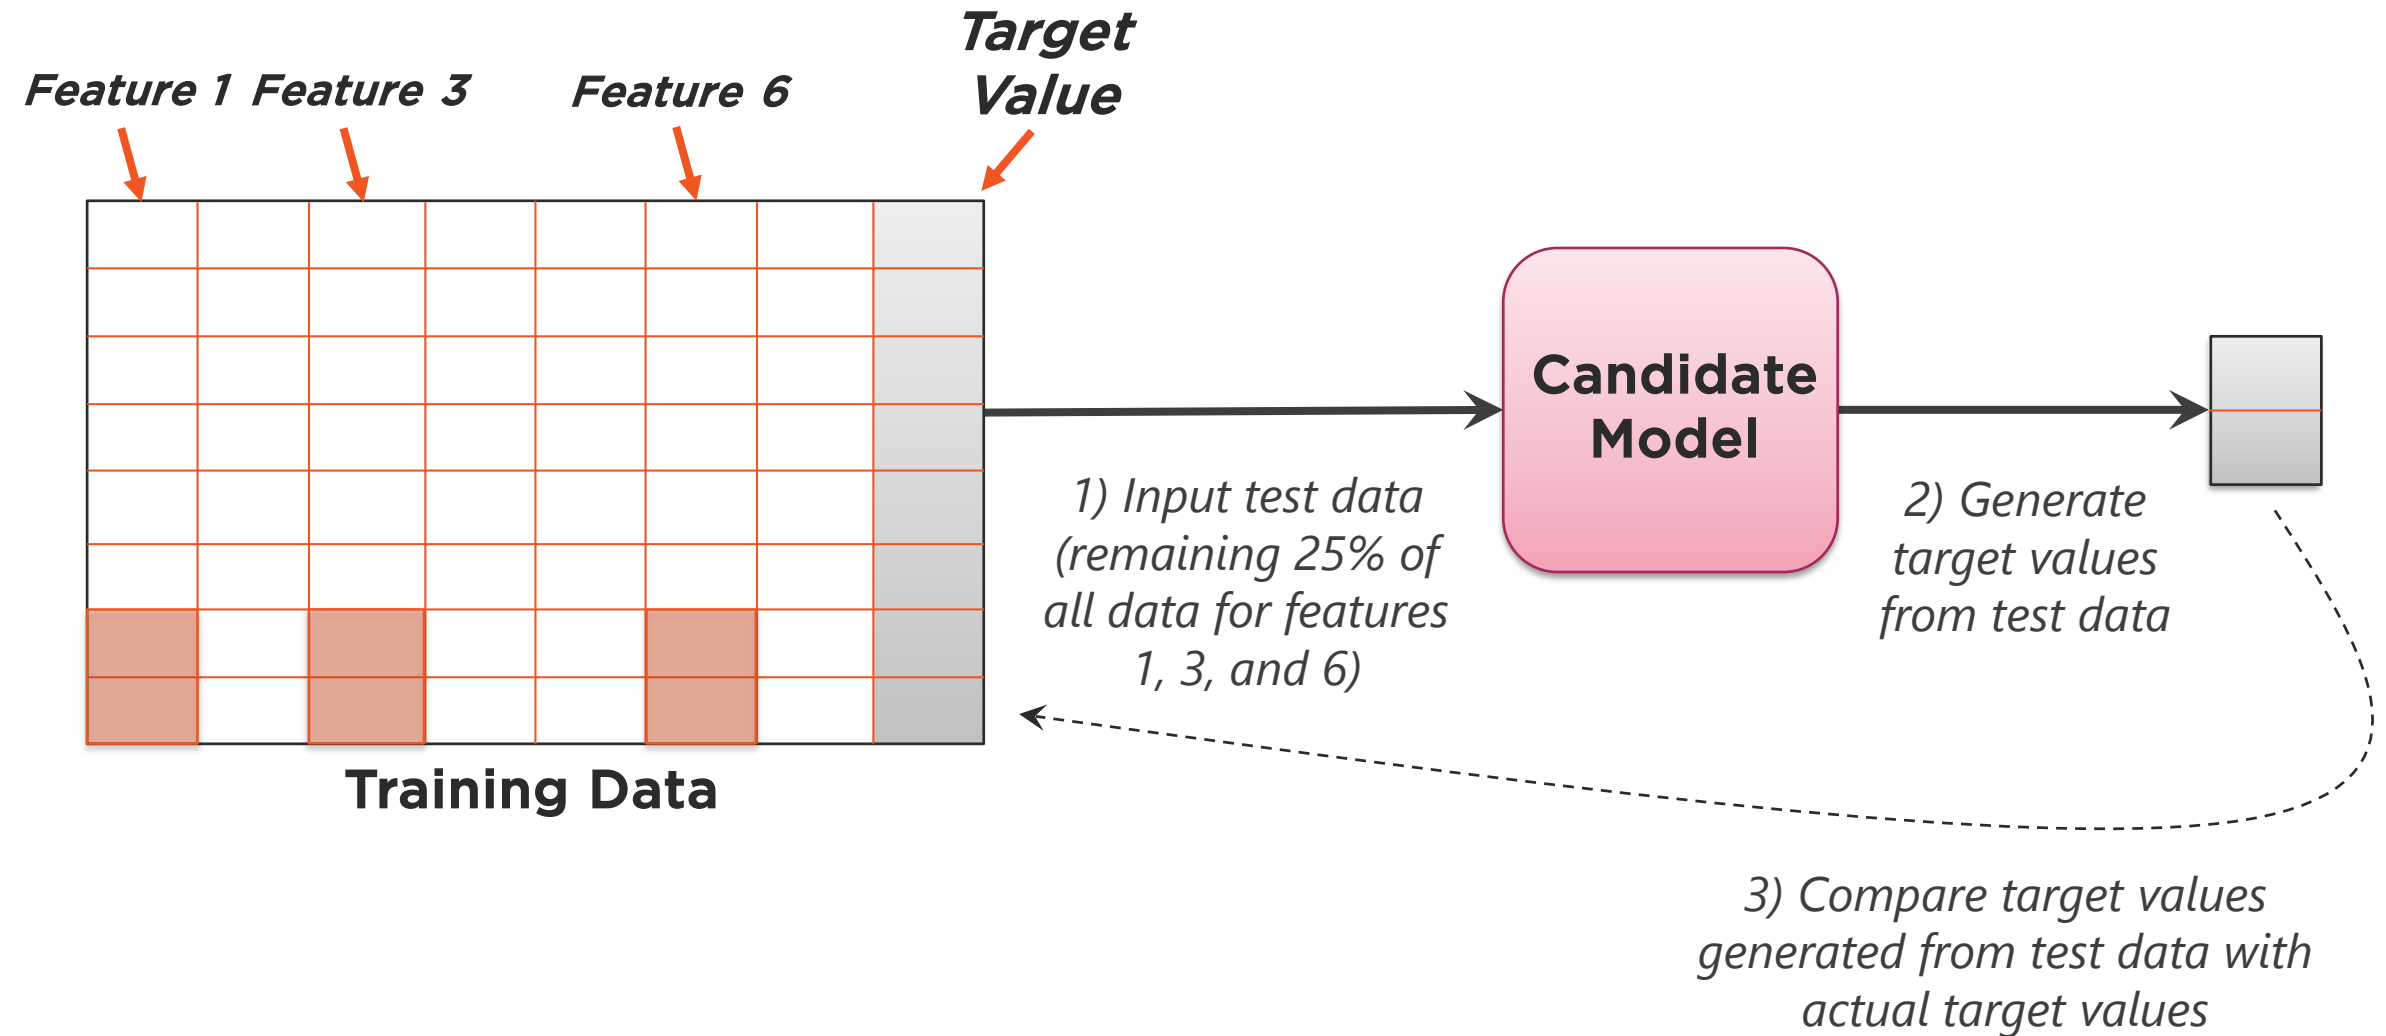 Target
Value
Feature 1
Feature 3
Feature 6
Candidate
Model
1) Input test data
(remaining 25% of
all data for features
1, 3, and 6)
2) Generate
target values
from test data
Training Data
3) Compare target values
generated from test data with
actual target values